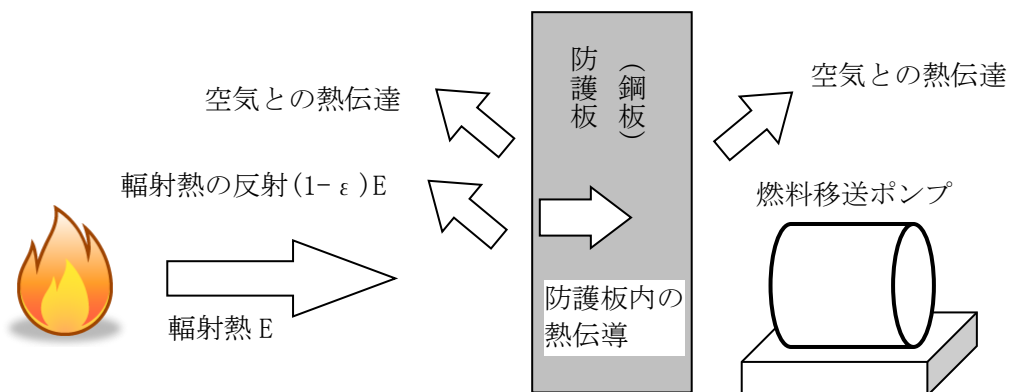 防護板
（鋼板）
空気との熱伝達
空気との熱伝達
輻射熱の反射(1-ε)E
燃料移送ポンプ
輻射熱E
防護板内の
熱伝導